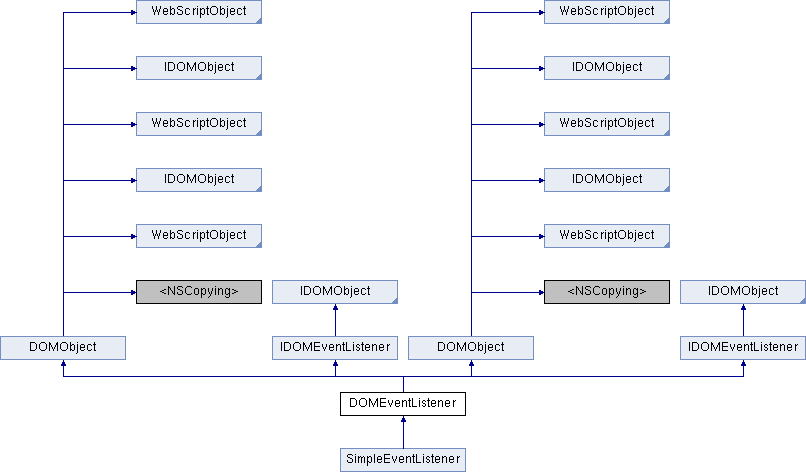 WebScriptObject WebScriptObject
IDOMObject IDOMObject
WebScriptObject WebScriptObject
IDOMObject IDOMObject
WebScriptObject WebScriptObject
<NSCopying> IDOMObject <NSCopying> IDOMObject
DOMObject IDOMEventListener DOMObject IDOMEventListener
DOMEventListener
SimpleEventListener